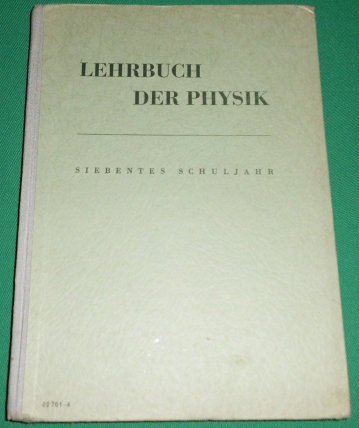 LEHRBUCH
DER PHYSIK
SIEBENTES SCHULJAHR